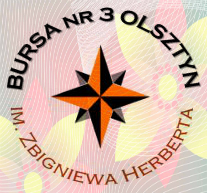 BURSA NR 3 OLSZTYN
IM. ZBIGNIEWA HERBERTA